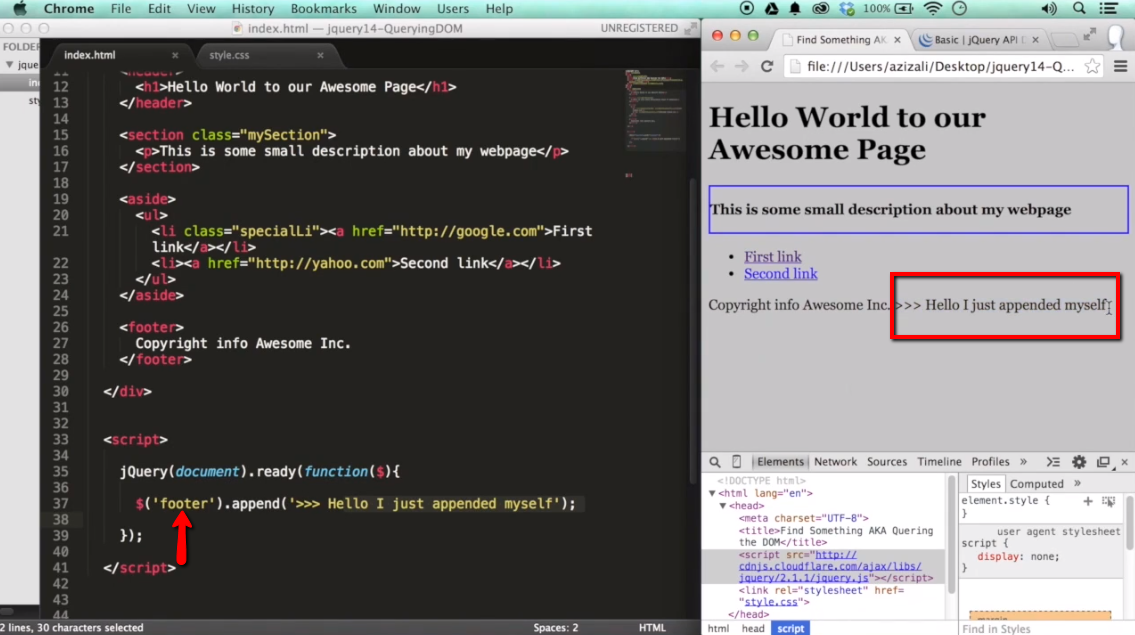 Chrome File Edit View History Bookmarks Window Users Help 100%
index.html — jquery14-QueryingDOM UNREGISTERED
FOLDER
index.html × style.css ×
jque
in
st
11 <header>
12 <h1>Hello World to our Awesome Page</h1>
13 </header>
14
15 <section class="mySection">
16 <p>This is some small description about my webpage</p>
17 </section>
18
19 <aside>
20 <ul>
21 <li class="specialLi"><a href="http://google.com">First
link</a></li>
22 <li><a href="http://yahoo.com">Second link</a></li>
23 </ul>
24 </aside>
25
26 <footer>
27 Copyright info Awesome Inc.
28 </footer>
29
30 </div>
31
32
33 <script>
34
35 jQuery(document).ready(function($){
36
37 $('footer').append('>>> Hello I just appended myself');
38
39 });
40
41 </script>
42
43
44
2 lines, 30 characters selected Spaces: 2 HTML
Find Something AK × Basic | jQuery API D ×
file:///Users/azizali/Desktop/jquery14-Q...
Hello World to our
Awesome Page
This is some small description about my webpage
• First link
• Second link
Copyright info Awesome Inc. >>> Hello I just appended myself
Elements Network Sources Timeline Profiles » ×
<!DOCTYPE html>
▼<html lang="en">
▼<head>
<meta charset="UTF-8">
<title>Find Something AKA Quering
the DOM</title>
<script src="http://
cdnjs.cloudflare.com/ajax/libs/
jquery/2.1.1/jquery.js"></script>
<link rel="stylesheet" href=
"style.css">
</head>
html head script
Styles Computed »
element.style {
}
user agent stylesheet
script {
display: none;
}
margin
Find in Styles